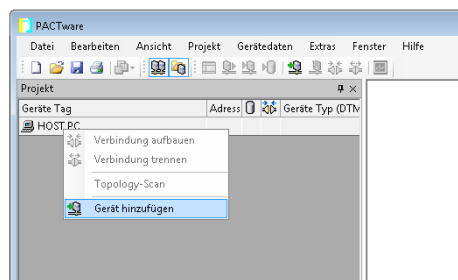 PACTware
Datei Bearbeiten Ansicht Projekt Gerätedaten Extras Fenster Hilfe
Projekt
Geräte Tag Adress Geräte Typ (DTM
HOST PC
Verbindung aufbauen
Verbindung trennen
Topology-Scan
Gerät hinzufügen